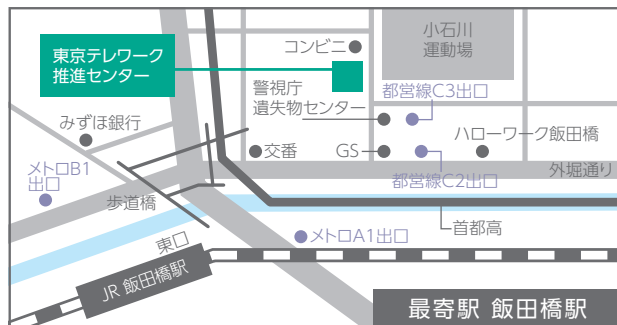 東京テレワーク
推進センター
コンビニ
小石川
運動場
警視庁
遺失物センター
都営線C3出口
みずほ銀行
交番
GS
ハローワーク飯田橋
メトロB1
出口
都営線C2出口
外堀通り
歩道橋
首都高
東口
メトロA1出口
JR 飯田橋駅
最寄駅 飯田橋駅